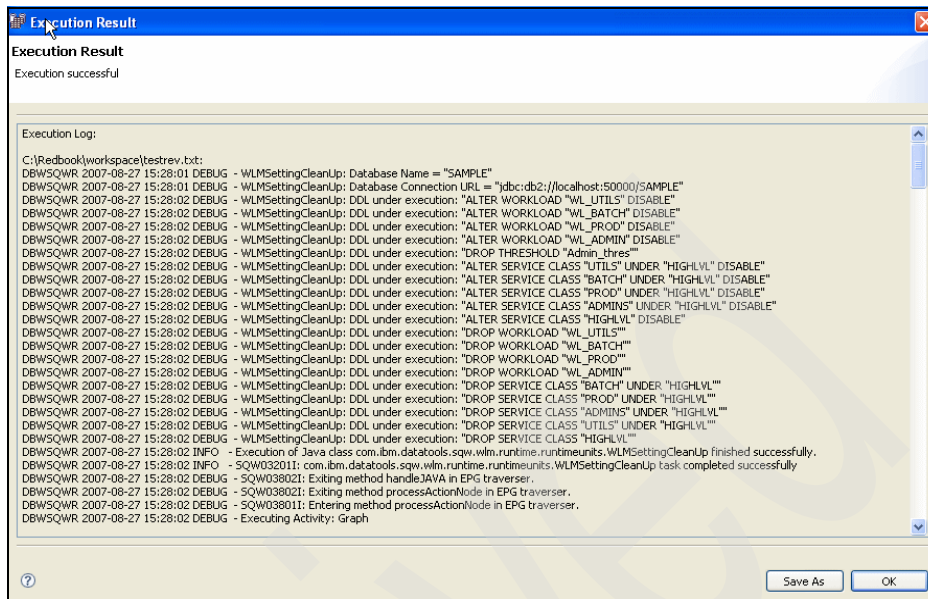 Execution Result
Execution Result
Execution successful
Execution Log:
C:\Redbook\workspace\testrev.txt:
DBWSQWR 2007-08-27 15:28:01 DEBUG - WLMSettingCleanUp: Database Name = "SAMPLE"
DBWSQWR 2007-08-27 15:28:01 DEBUG - WLMSettingCleanUp: Database Connection URL = "jdbc:db2://localhost:50000/SAMPLE"
DBWSQWR 2007-08-27 15:28:02 DEBUG - WLMSettingCleanUp: DDL under execution: "ALTER WORKLOAD "WL_UTILS" DISABLE"
DBWSQWR 2007-08-27 15:28:02 DEBUG - WLMSettingCleanUp: DDL under execution: "ALTER WORKLOAD "WL_BATCH" DISABLE"
DBWSQWR 2007-08-27 15:28:02 DEBUG - WLMSettingCleanUp: DDL under execution: "ALTER WORKLOAD "WL_PROD" DISABLE"
DBWSQWR 2007-08-27 15:28:02 DEBUG - WLMSettingCleanUp: DDL under execution: "ALTER WORKLOAD "WL_ADMIN" DISABLE"
DBWSQWR 2007-08-27 15:28:02 DEBUG - WLMSettingCleanUp: DDL under execution: "DROP THRESHOLD "Admin_thres""
DBWSQWR 2007-08-27 15:28:02 DEBUG - WLMSettingCleanUp: DDL under execution: "ALTER SERVICE CLASS "UTILS" UNDER "HIGHLVL" DISABLE"
DBWSQWR 2007-08-27 15:28:02 DEBUG - WLMSettingCleanUp: DDL under execution: "ALTER SERVICE CLASS "BATCH" UNDER "HIGHLVL" DISABLE"
DBWSQWR 2007-08-27 15:28:02 DEBUG - WLMSettingCleanUp: DDL under execution: "ALTER SERVICE CLASS "PROD" UNDER "HIGHLVL" DISABLE"
DBWSQWR 2007-08-27 15:28:02 DEBUG - WLMSettingCleanUp: DDL under execution: "ALTER SERVICE CLASS "ADMINS" UNDER "HIGHLVL" DISABLE"
DBWSQWR 2007-08-27 15:28:02 DEBUG - WLMSettingCleanUp: DDL under execution: "ALTER SERVICE CLASS "HIGHLVL" DISABLE"
DBWSQWR 2007-08-27 15:28:02 DEBUG - WLMSettingCleanUp: DDL under execution: "DROP WORKLOAD "WL_UTILS""
DBWSQWR 2007-08-27 15:28:02 DEBUG - WLMSettingCleanUp: DDL under execution: "DROP WORKLOAD "WL_BATCH""
DBWSQWR 2007-08-27 15:28:02 DEBUG - WLMSettingCleanUp: DDL under execution: "DROP WORKLOAD "WL_PROD""
DBWSQWR 2007-08-27 15:28:02 DEBUG - WLMSettingCleanUp: DDL under execution: "DROP WORKLOAD "WL_ADMIN""
DBWSQWR 2007-08-27 15:28:02 DEBUG - WLMSettingCleanUp: DDL under execution: "DROP SERVICE CLASS "BATCH" UNDER "HIGHLVL""
DBWSQWR 2007-08-27 15:28:02 DEBUG - WLMSettingCleanUp: DDL under execution: "DROP SERVICE CLASS "PROD" UNDER "HIGHLVL""
DBWSQWR 2007-08-27 15:28:02 DEBUG - WLMSettingCleanUp: DDL under execution: "DROP SERVICE CLASS "ADMINS" UNDER "HIGHLVL""
DBWSQWR 2007-08-27 15:28:02 DEBUG - WLMSettingCleanUp: DDL under execution: "DROP SERVICE CLASS "UTILS" UNDER "HIGHLVL""
DBWSQWR 2007-08-27 15:28:02 DEBUG - WLMSettingCleanUp: DDL under execution: "DROP SERVICE CLASS "HIGHLVL""
DBWSQWR 2007-08-27 15:28:02 INFO - Execution of Java class com.ibm.datatools.sqw.wlm.runtime.runtimeunits.WLMSettingCleanUp finished successfully.
DBWSQWR 2007-08-27 15:28:02 INFO - SQW03201I: com.ibm.datatools.sqw.wlm.runtime.runtimeunits.WLMSettingCleanUp task completed successfully
DBWSQWR 2007-08-27 15:28:02 DEBUG - SQW03802I: Exiting method handleJAVA in EPG traverser.
DBWSQWR 2007-08-27 15:28:02 DEBUG - SQW03802I: Exiting method processActionNode in EPG traverser.
DBWSQWR 2007-08-27 15:28:02 DEBUG - SQW03801I: Entering method processActionNode in EPG traverser.
DBWSQWR 2007-08-27 15:28:02 DEBUG - Executing Activity: Graph
Save As
OK